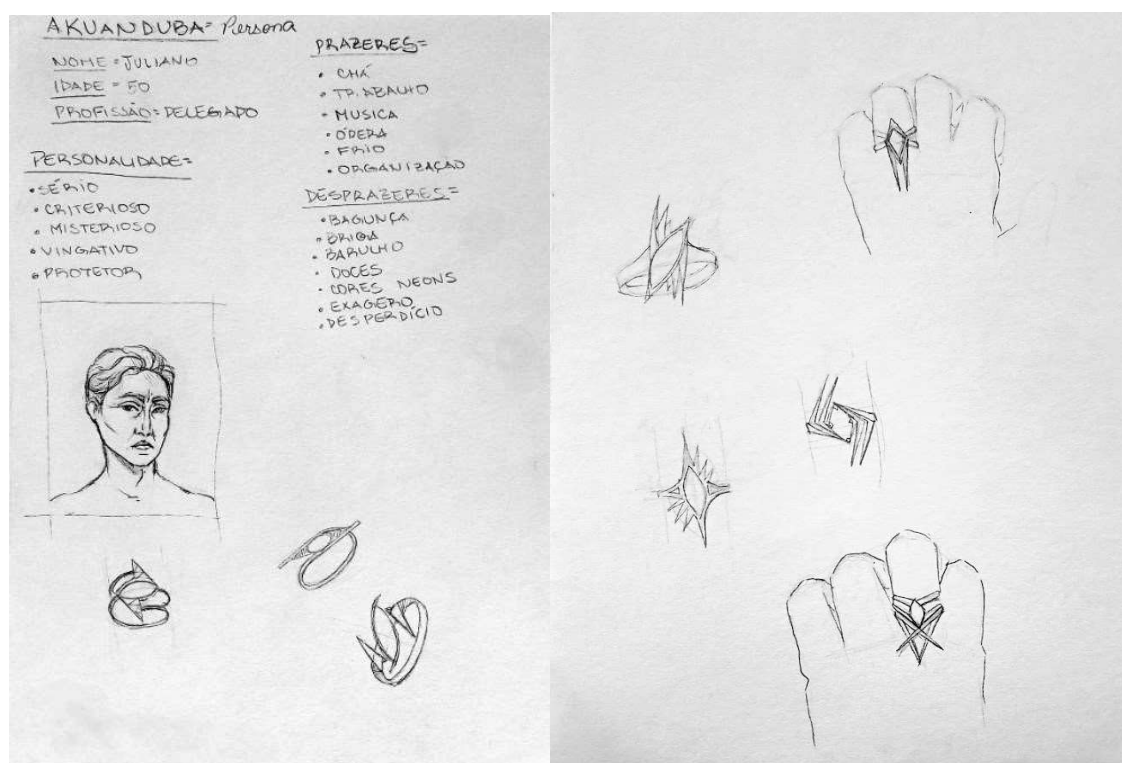 AKUANDUBA= Persona
NOME = JULIANO
IDADE = 50
PROFISSÃO= DELEGADO
PERSONALIDADE=
• SÉRIO
• CRITERIOSO
• MISTERIOSO
• VINGATIVO
• PROTETOR
PRAZERES=
• CHÁ
• TRABALHO
• MUSICA
• ÓPERA
• FRIO
• ORGANIZAÇÃO
DESPRAZERES=
• BAGUNÇA
• BRIGA
• BARULHO
• DOCES
• CORES NEONS
• EXAGERO
• DESPERDÍCIO